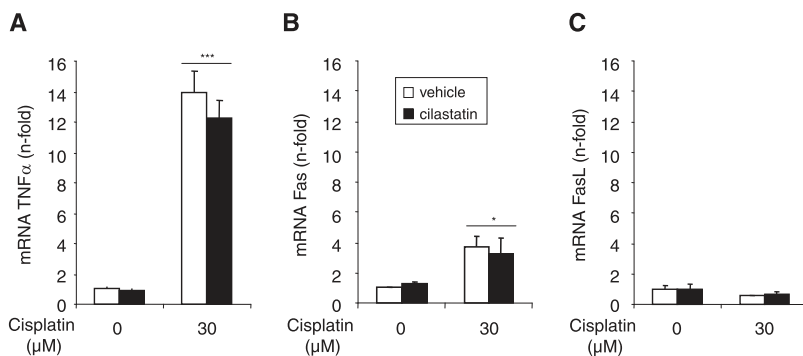 A
mRNA TNFα (n-fold)
16
14
12
10
8
6
4
2
0
***
Cisplatin
(µM)
0
30
B
mRNA Fas (n-fold)
16
14
12
10
8
6
4
2
0
vehicle
cilastatin
*
Cisplatin
(µM)
0
30
C
mRNA FasL (n-fold)
16
14
12
10
8
6
4
2
0
Cisplatin
(µM)
0
30